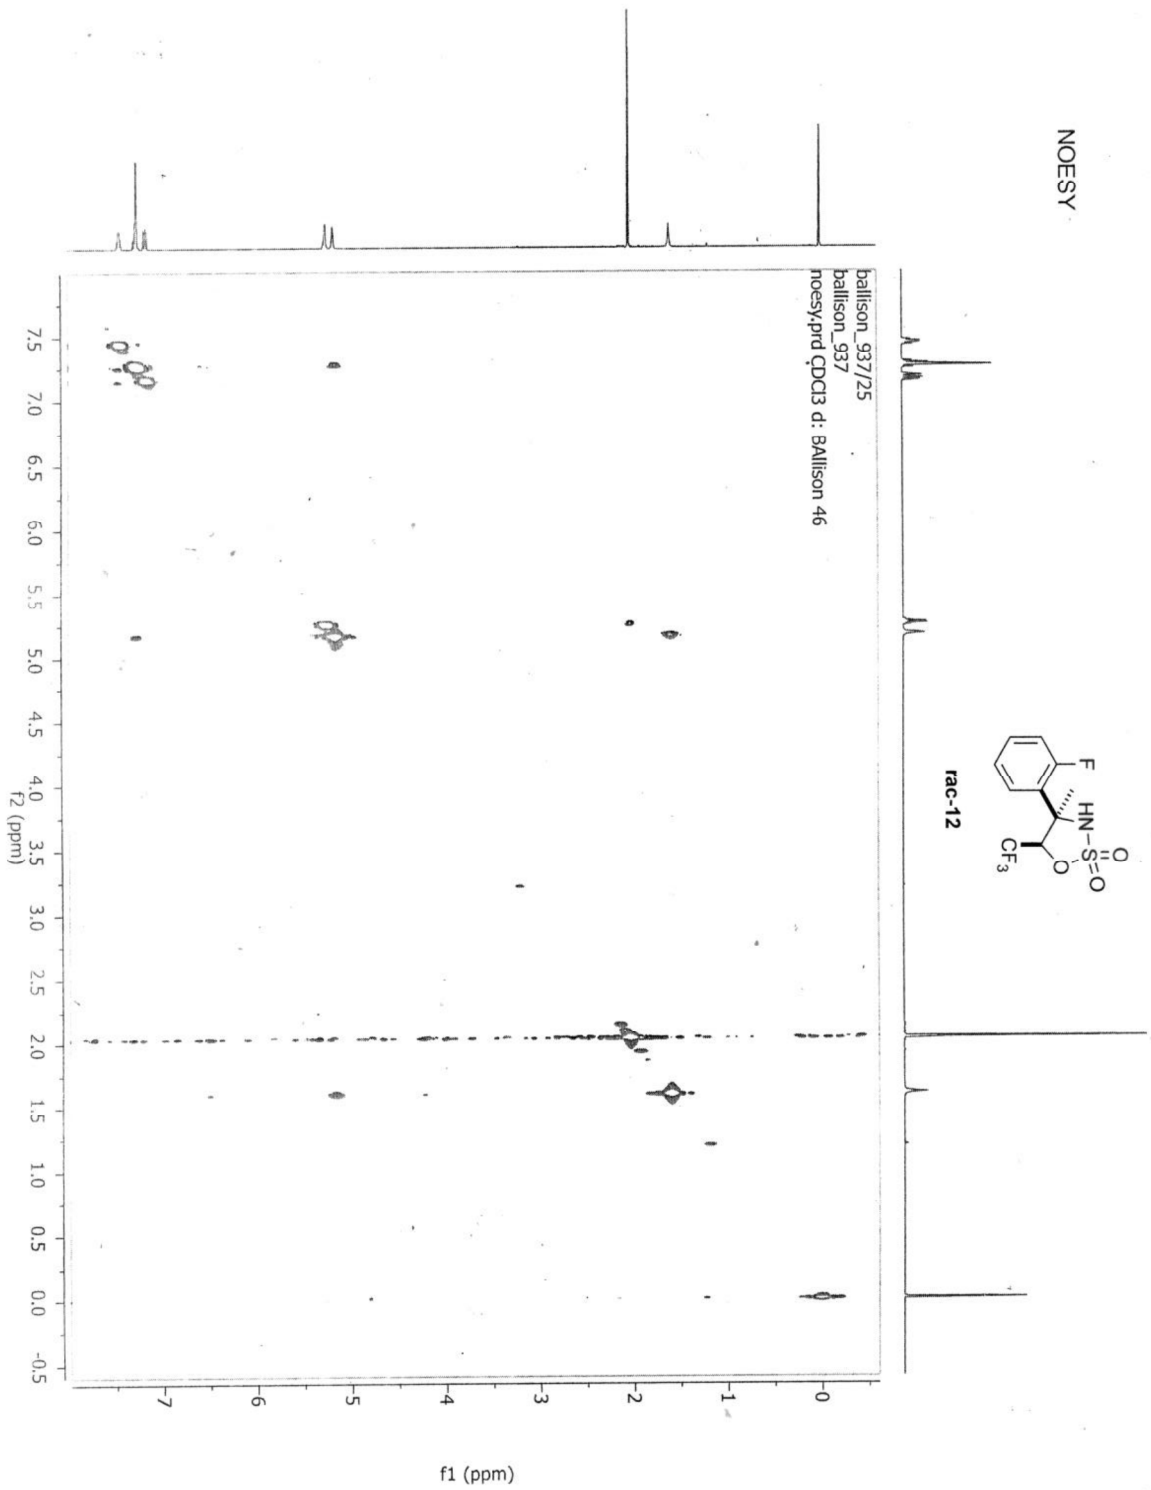 NOESY
ballison_937/25
ballison_937
noesy.prd CDCl3 d: BAllison 46
F
HN
S
O
O
O
CF3
rac-12
7.5 7.0 6.5 6.0 5.5 5.0 4.5 4.0 3.5 3.0 2.5 2.0 1.5 1.0 0.5 0.0 -0.5
f2 (ppm)
7 6 5 4 3 2 1 0
f1 (ppm)